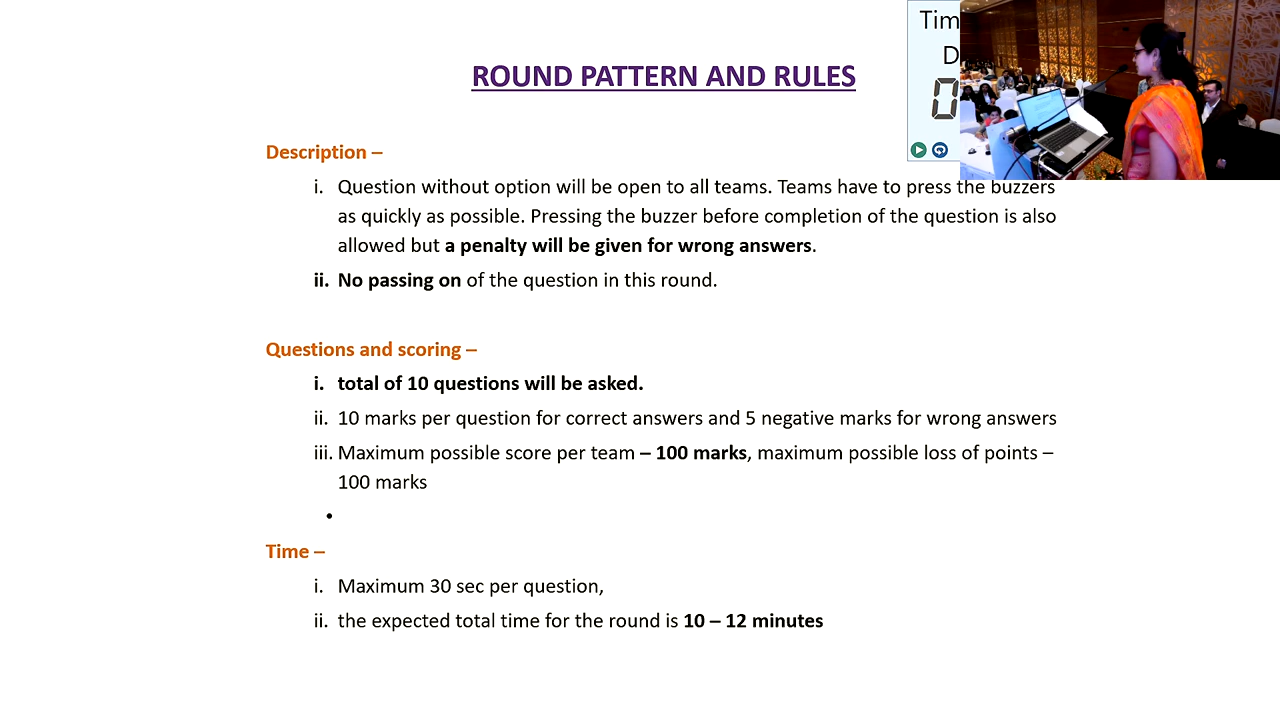 Tim
D
0
ROUND PATTERN AND RULES
Description –
i. Question without option will be open to all teams. Teams have to press the buzzers
as quickly as possible. Pressing the buzzer before completion of the question is also
allowed but a penalty will be given for wrong answers.
ii. No passing on of the question in this round.
Questions and scoring –
i. total of 10 questions will be asked.
ii. 10 marks per question for correct answers and 5 negative marks for wrong answers
iii. Maximum possible score per team – 100 marks, maximum possible loss of points –
100 marks
•
Time –
i. Maximum 30 sec per question,
ii. the expected total time for the round is 10 – 12 minutes